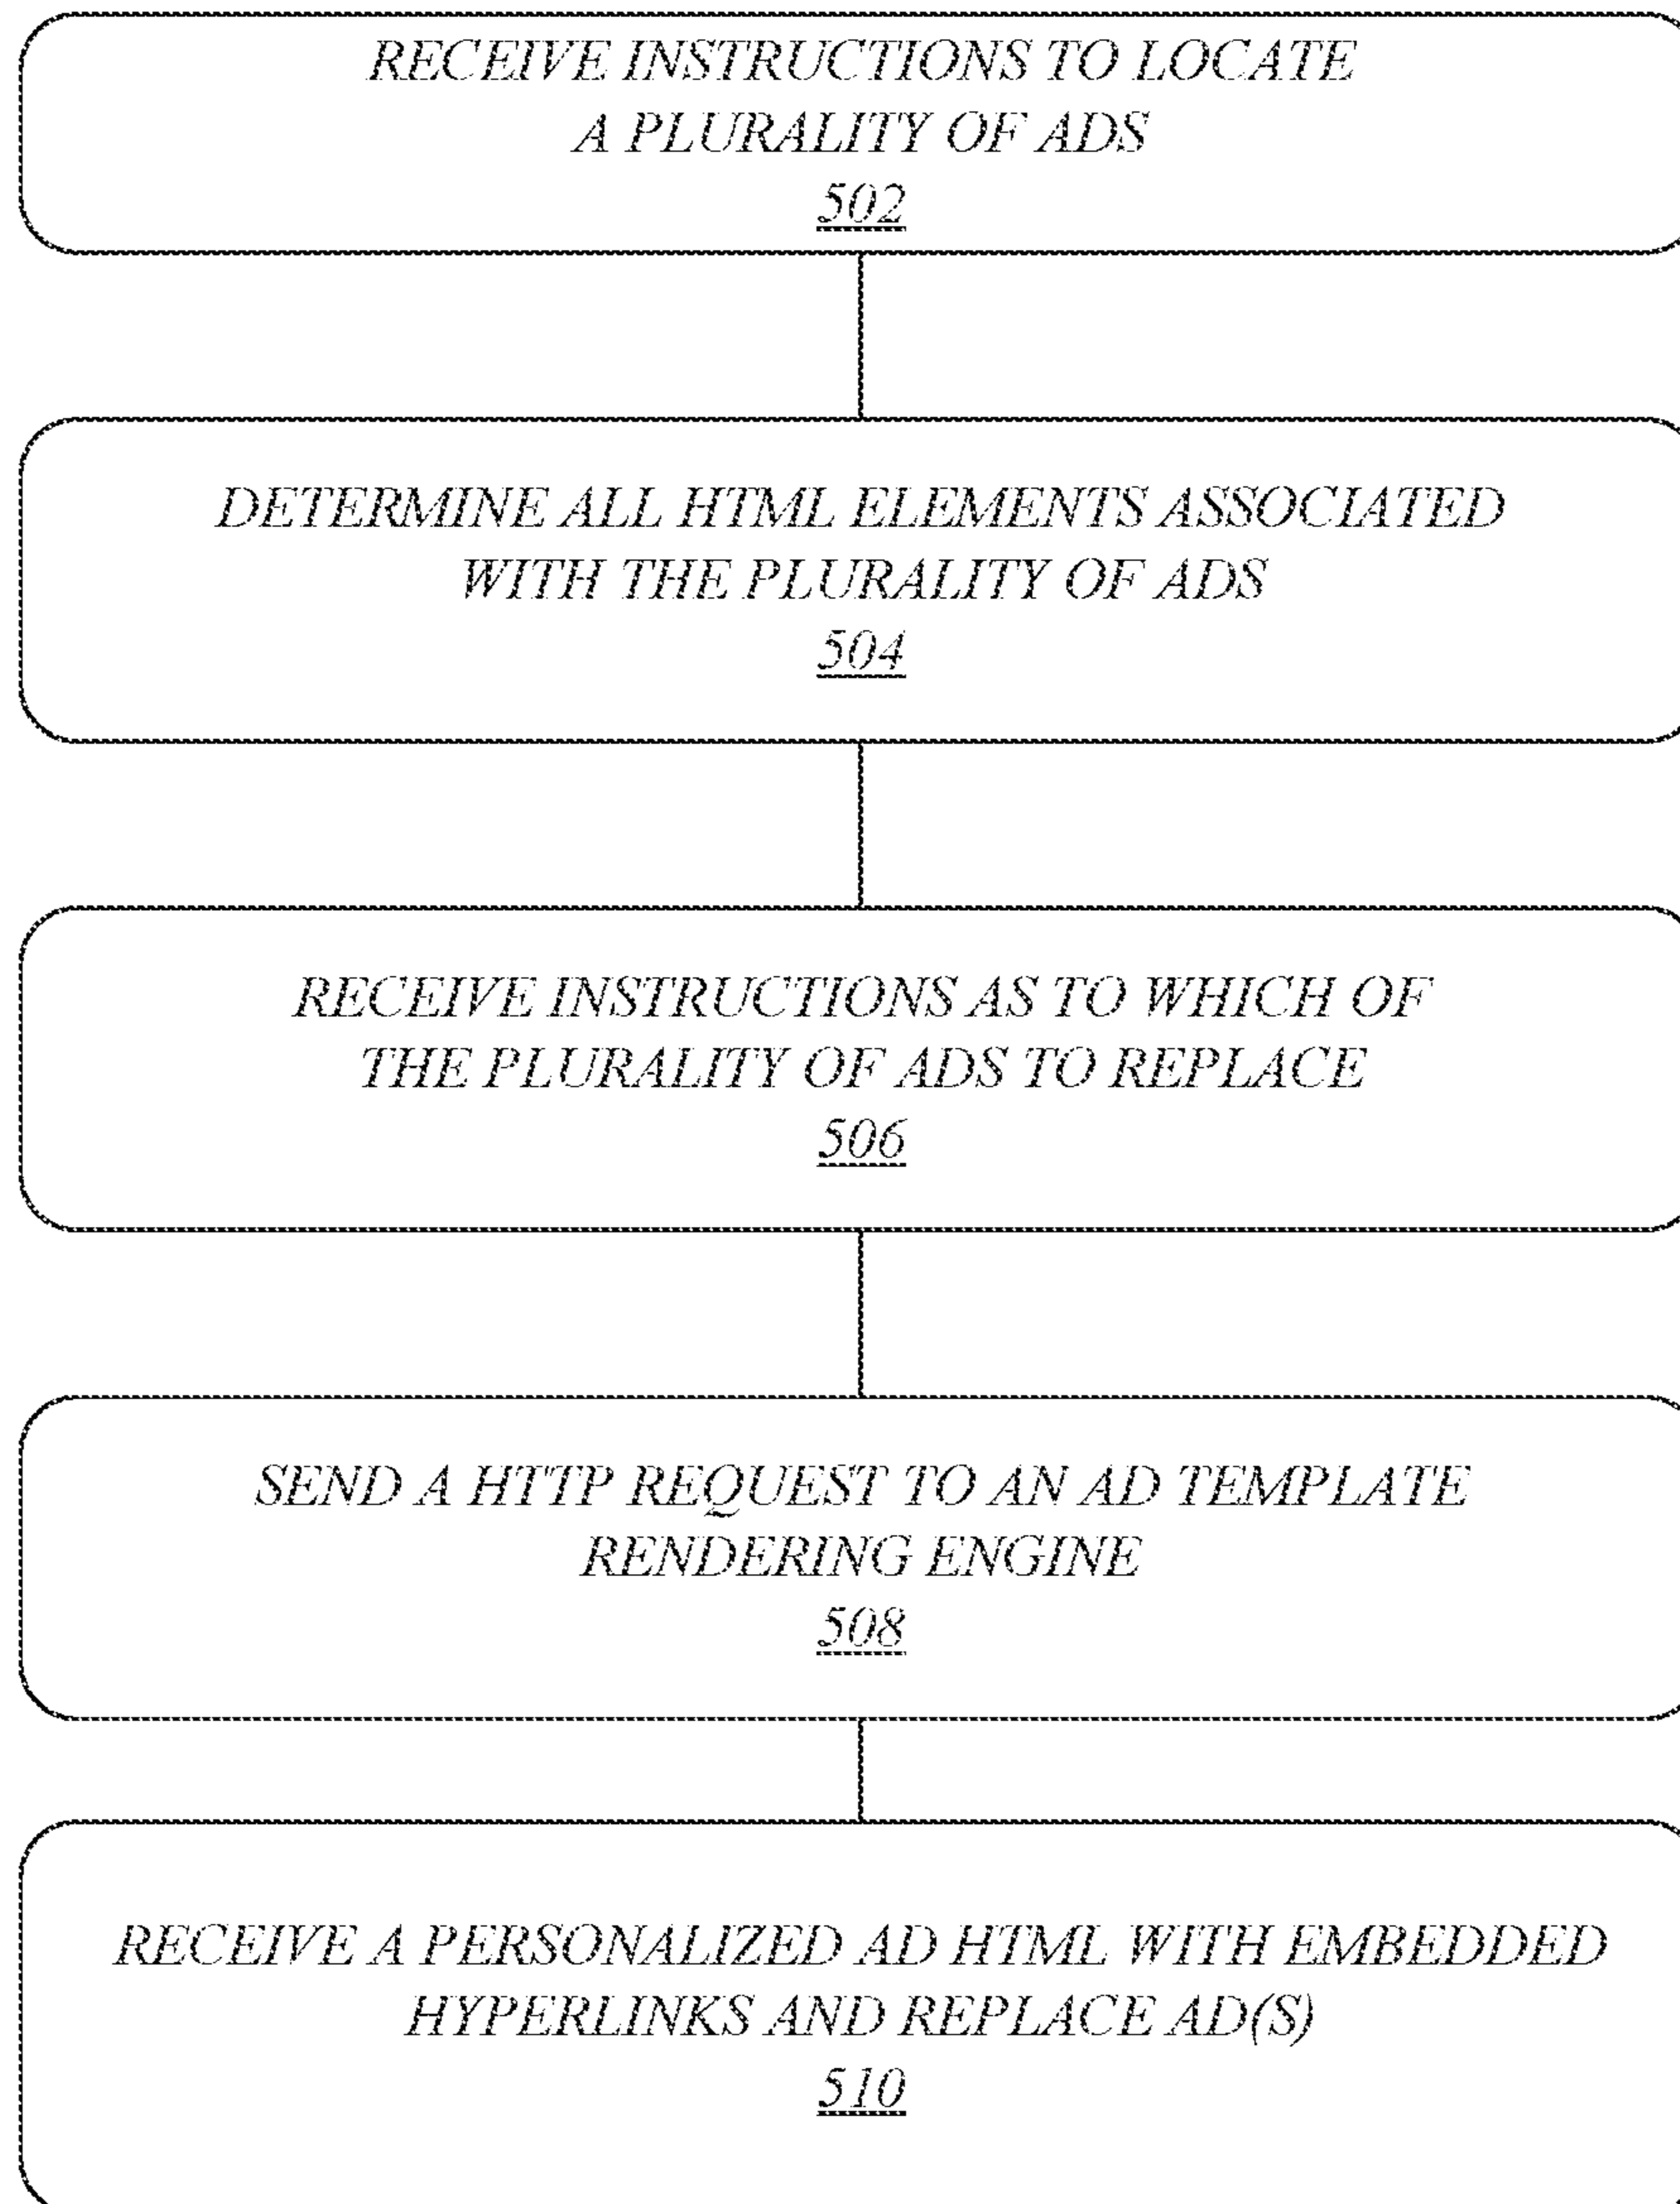 RECEIVE INSTRUCTIONS TO LOCATE
A PLURALITY OF ADS
502
DETERMINE ALL HTML ELEMENTS ASSOCIATED
WITH THE PLURALITY OF ADS
504
RECEIVE INSTRUCTIONS AS TO WHICH OF
THE PLURALITY OF ADS TO REPLACE
506
SEND A HTTP REQUEST TO AN AD TEMPLATE
RENDERING ENGINE
508
RECEIVE A PERSONALIZED AD HTML WITH EMBEDDED
HYPERLINKS AND REPLACE AD(S)
510